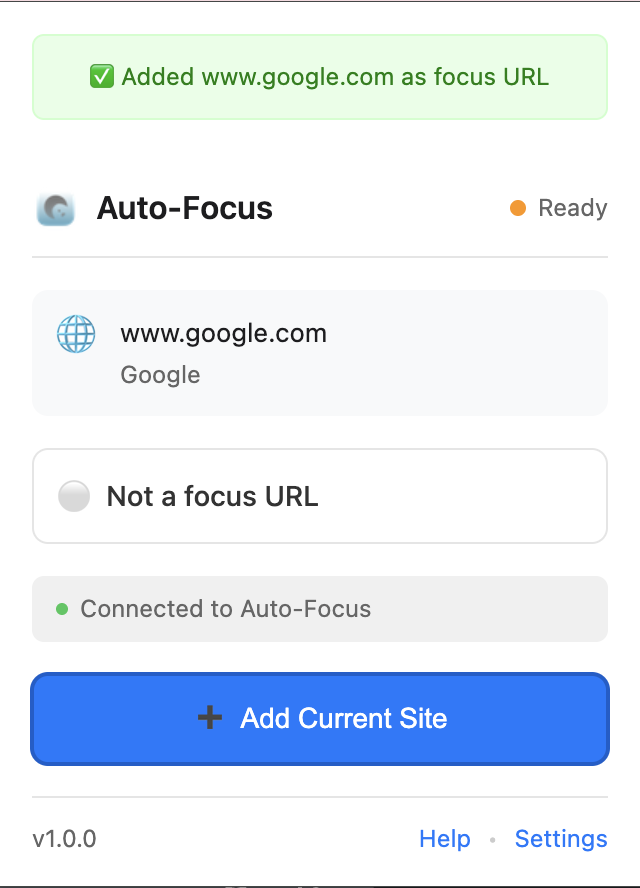 ✅ Added www.google.com as focus URL
Auto-Focus
Ready
www.google.com
Google
Not a focus URL
Connected to Auto-Focus
➕ Add Current Site
v1.0.0
Help • Settings